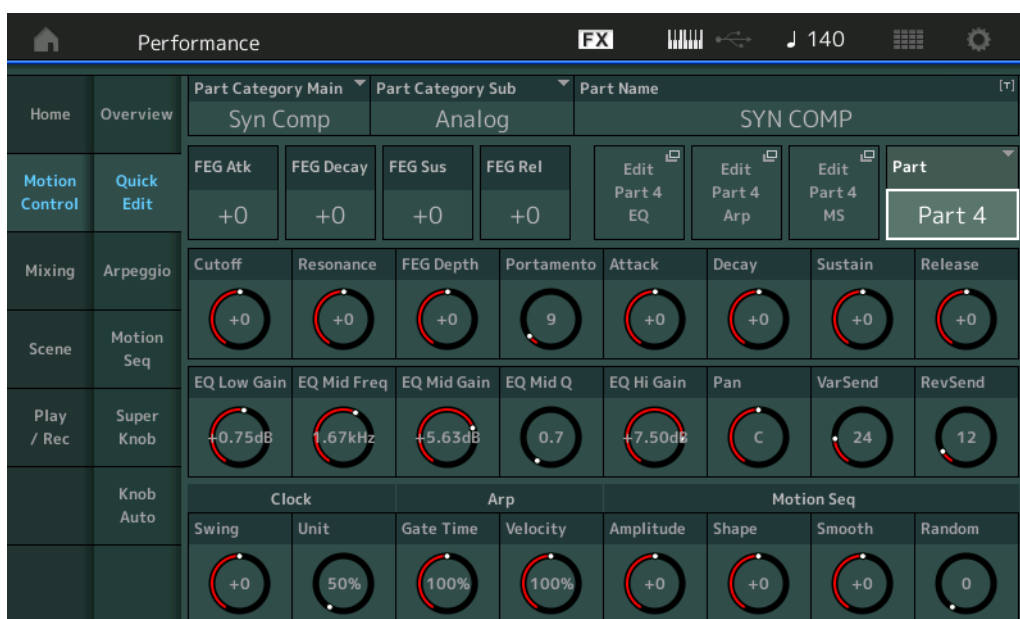 Performance FX 140
Home Overview
Part Category Main Part Category Sub Part Name [T]
Syn Comp Analog SYN COMP
Motion
Control
Quick
Edit
FEG Atk FEG Decay FEG Sus FEG Rel
+0 +0 +0 +0
Edit
Part 4
EQ
Edit
Part 4
Arp
Edit
Part 4
MS
Part
Part 4
Mixing Arpeggio
Cutoff Resonance FEG Depth Portamento Attack Decay Sustain Release
+0 +0 +0 9 +0 +0 +0 +0
Scene
Motion
Seq
EQ Low Gain EQ Mid Freq EQ Mid Gain EQ Mid Q EQ Hi Gain Pan VarSend RevSend
+0.75dB 1.67kHz +5.63dB 0.7 +7.50dB C 24 12
Play
/ Rec
Super
Knob
Knob
Auto
Clock Arp Motion Seq
Swing Unit Gate Time Velocity Amplitude Shape Smooth Random
+0 50% 100% 100% +0 +0 +0 0